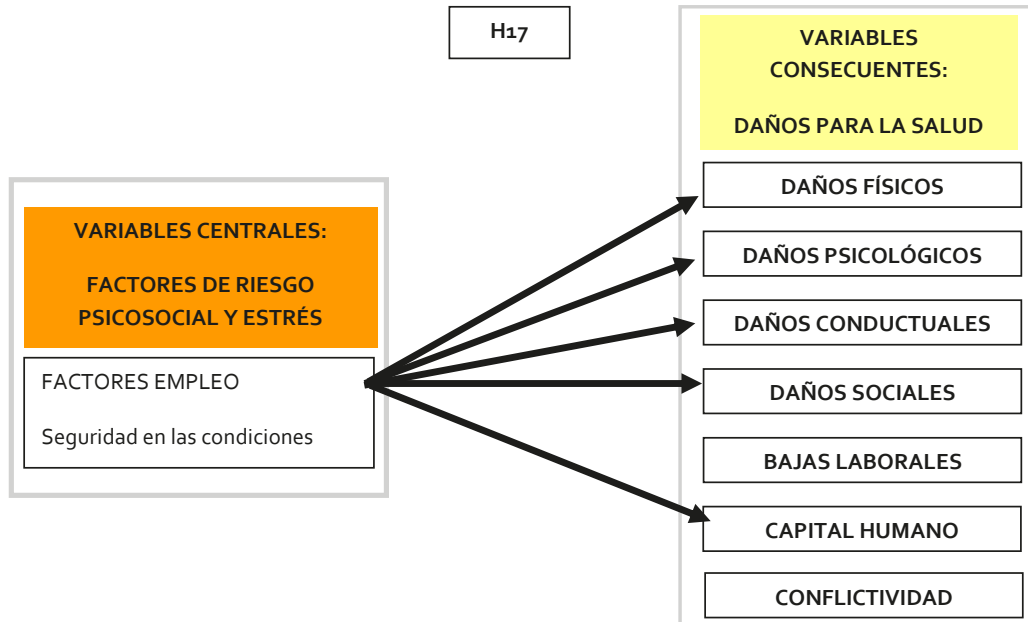 H17
VARIABLES
CONSECUENTES:
DAÑOS PARA LA SALUD
DAÑOS FÍSICOS
DAÑOS PSICOLÓGICOS
DAÑOS CONDUCTUALES
DAÑOS SOCIALES
BAJAS LABORALES
CAPITAL HUMANO
CONFLICTIVIDAD
VARIABLES CENTRALES:
FACTORES DE RIESGO
PSICOSOCIAL Y ESTRÉS
FACTORES EMPLEO
Seguridad en las condiciones